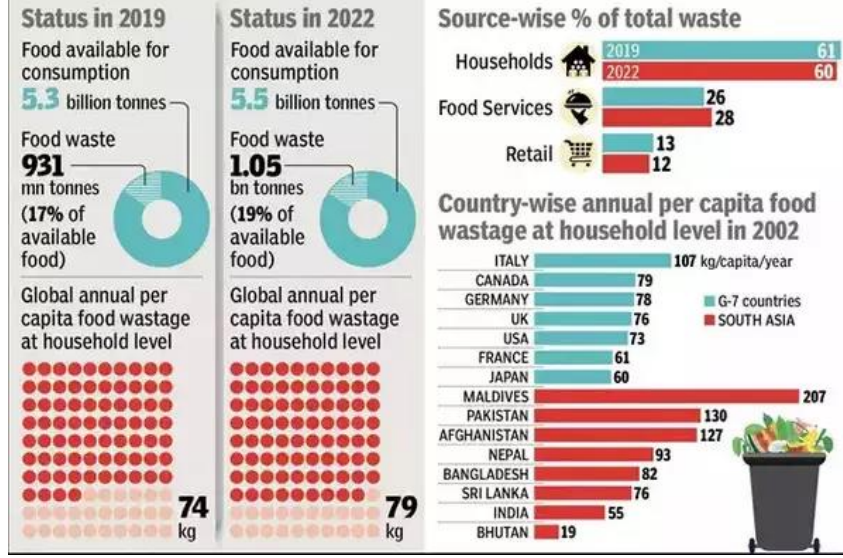 Status in 2019
Food available for
consumption
5.3 billion tonnes
Food waste
931
mn tonnes
(17% of
available
food)
Global annual per
capita food wastage
at household level
74
kg
Status in 2022
Food available for
consumption
5.5 billion tonnes
Food waste
1.05
bn tonnes
(19% of
available
food)
Global annual per
capita food wastage
at household level
79
kg
Source-wise % of total waste
Households 2019 61
2022 60
Food Services 26
28
Retail 13
12
Country-wise annual per capita food
wastage at household level in 2002
ITALY 107 kg/capita/year
CANADA 79
GERMANY 78
UK 76
USA 73
FRANCE 61
JAPAN 60
MALDIVES 207
PAKISTAN 130
AFGHANISTAN 127
NEPAL 93
BANGLADESH 82
SRI LANKA 76
INDIA 55
BHUTAN 19
G-7 countries
SOUTH ASIA